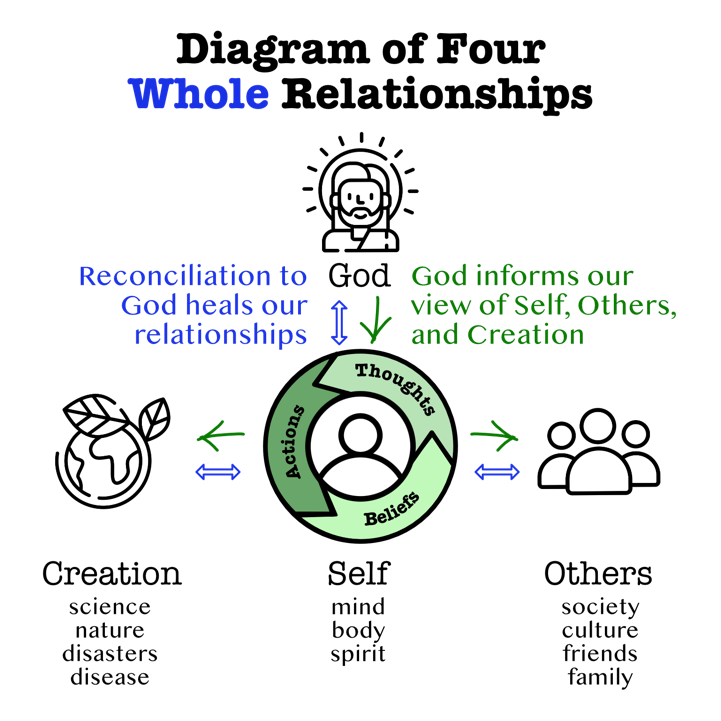 Diagram of Four
Whole Relationships
Reconciliation to
God heals our
relationships
God
God informs our
view of Self, Others,
and Creation
Thoughts
Actions
Beliefs
Creation
science
nature
disasters
disease
Self
mind
body
spirit
Others
society
culture
friends
family